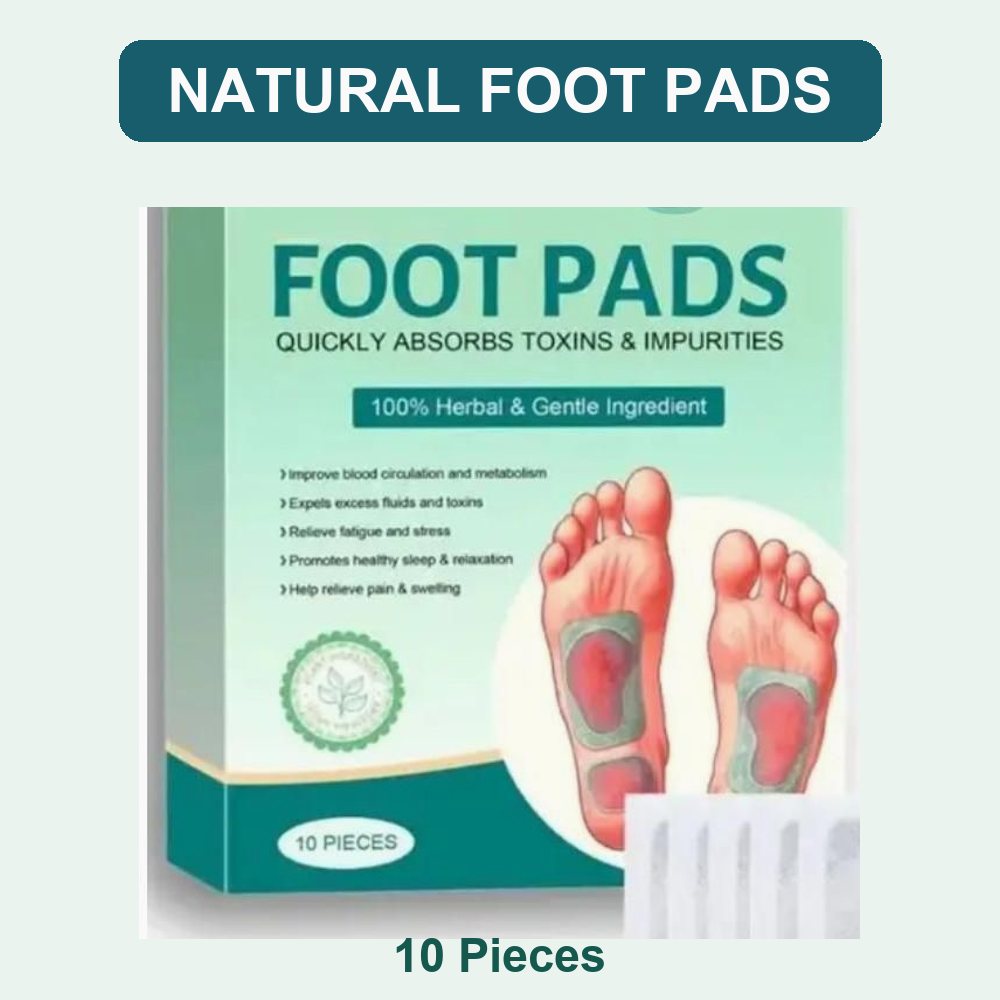 NATURAL FOOT PADS
FOOT PADS
QUICKLY ABSORBS TOXINS & IMPURITIES
100% Herbal & Gentle Ingredient
Improve blood circulation and metabolism
Expels excess fluids and toxins
Relieve fatigue and stress
Promotes healthy sleep & relaxation
Help relieve pain & swelling
10 PIECES
10 Pieces